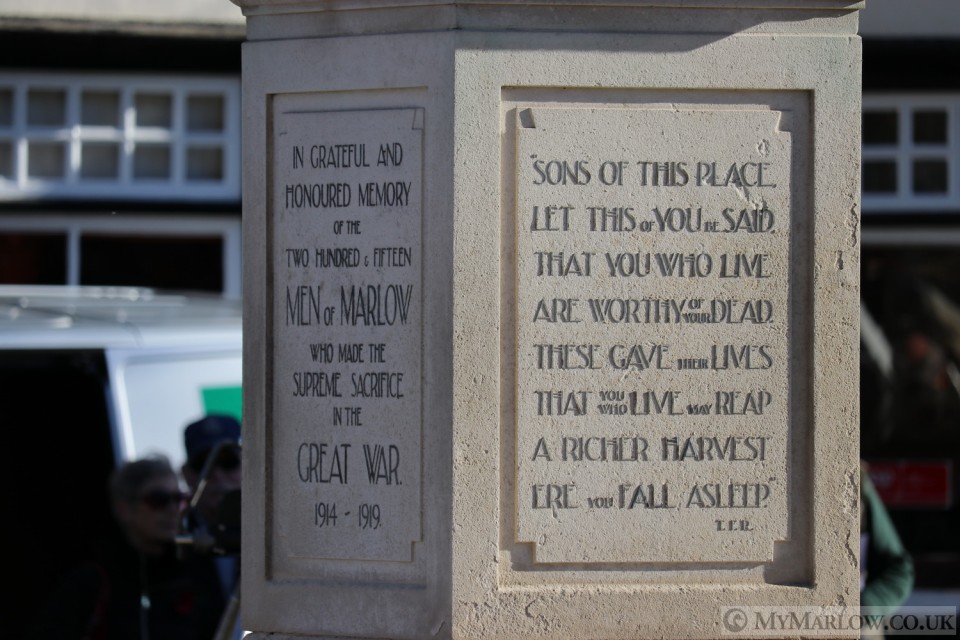 IN GRATEFUL AND
HONOURED MEMORY
OF THE
TWO HUNDRED & FIFTEEN
MEN OF MARLOW
WHO MADE THE
SUPREME SACRIFICE
IN THE
GREAT WAR.
1914 - 1919.
"SONS OF THIS PLACE,
LET THIS OF YOU BE SAID,
THAT YOU WHO LIVE
ARE WORTHY OF YOUR DEAD.
THESE GAVE THEIR LIVES
THAT YOU WHO LIVE MAY REAP
A RICHER HARVEST
ERE YOU FALL ASLEEP."
T.F.R.
© MYMARLOW.CO.UK